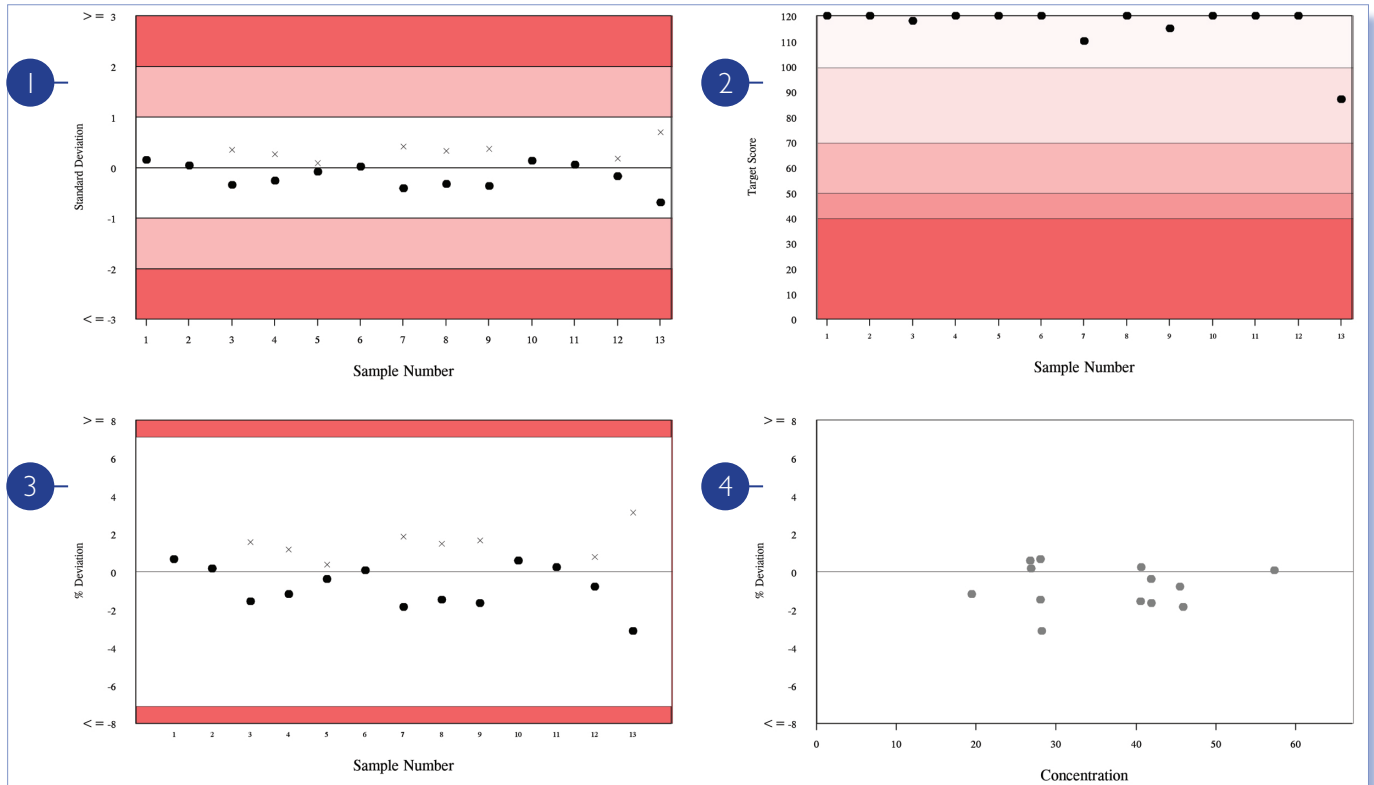 1
Standard Deviation
> = 3
2
1
0
-1
-2
< = -3
1 2 3 4 5 6 7 8 9 10 11 12 13
Sample Number
2
Target Score
120
110
100
90
80
70
60
50
40
30
20
10
0
1 2 3 4 5 6 7 8 9 10 11 12 13
Sample Number
3
% Deviation
> = 8
6
4
2
0
-2
-4
-6
< = -8
1 2 3 4 5 6 7 8 9 10 11 12 13
Sample Number
4
% Deviation
> = 8
6
4
2
0
-2
-4
-6
< = -8
0 10 20 30 40 50 60
Concentration